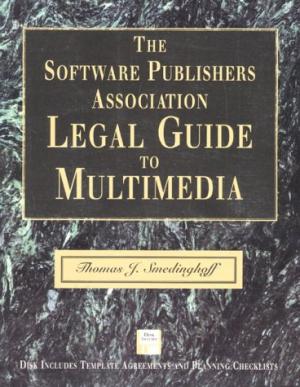 THE
SOFTWARE PUBLISHERS
ASSOCIATION
LEGAL GUIDE
TO
MULTIMEDIA
Thomas J. Smedinghoff
DISK INCLUDES TEMPLATE AGREEMENTS AND PLANNING CHECKLISTS